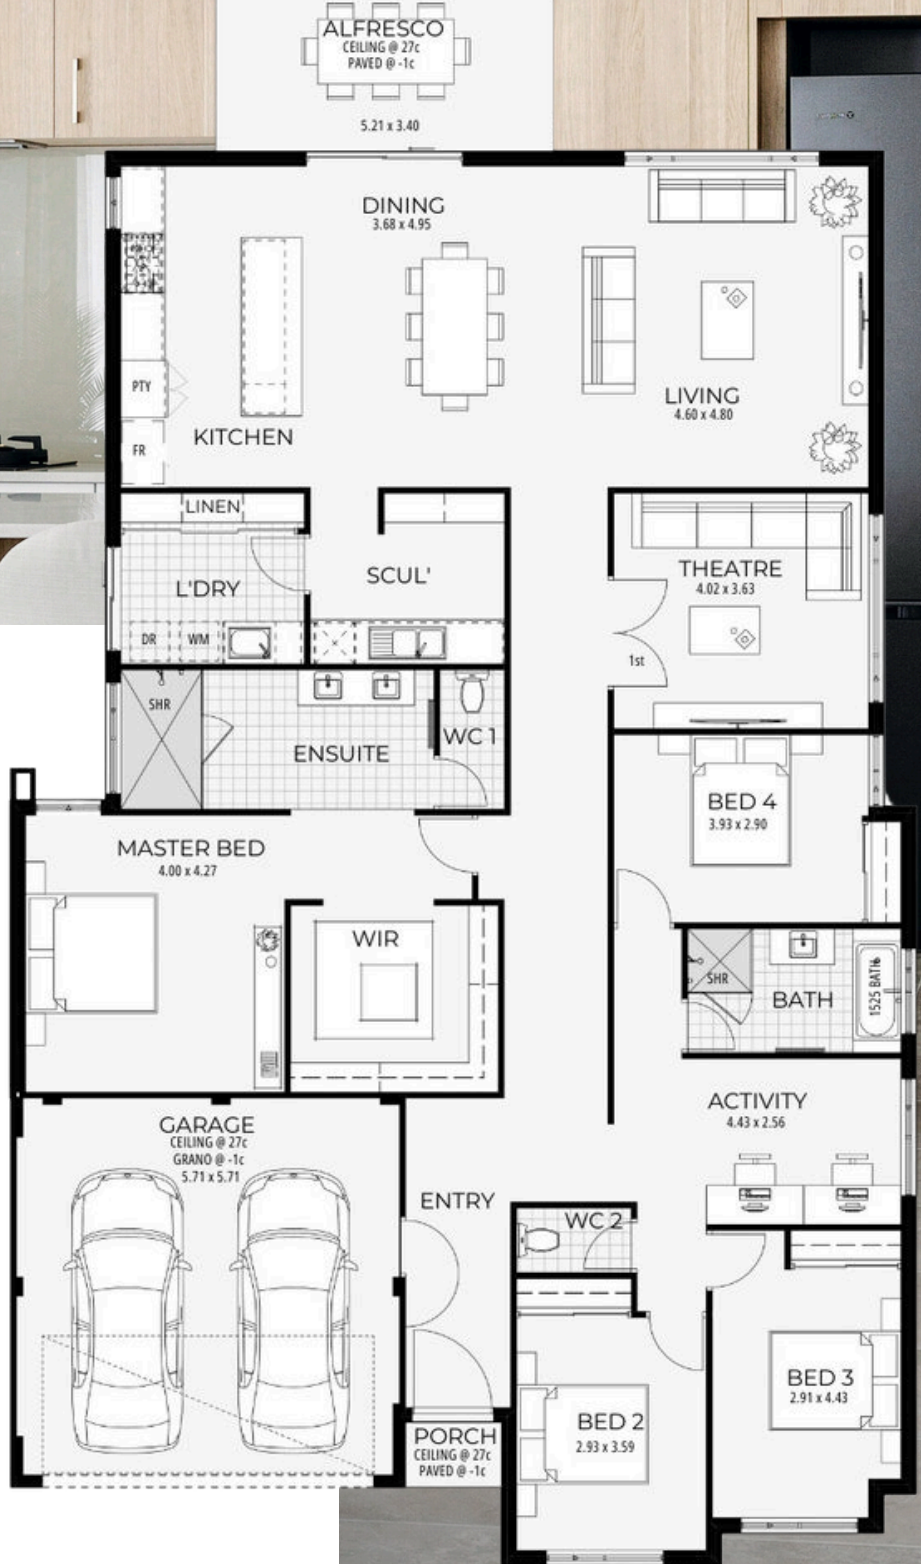 ALFRESCO
CEILING @ 27c
PAVED @ -1c
5.21 x 3.40
DINING
3.68 x 4.95
LIVING
4.60 x 4.80
PTY
FR
KITCHEN
LINEN
L'DRY
DR
WM
SCUL'
THEATRE
4.02 x 3.63
1st
SHR
ENSUITE
WC 1
BED 4
3.93 x 2.90
MASTER BED
4.00 x 4.27
WIR
SHR
BATH
1525 BATH
ACTIVITY
4.43 x 2.56
GARAGE
CEILING @ 27c
GRANO @ -1c
5.71 x 5.71
ENTRY
WC 2
BED 3
2.91 x 4.43
BED 2
2.93 x 3.59
PORCH
CEILING @ 27c
PAVED @ -1c